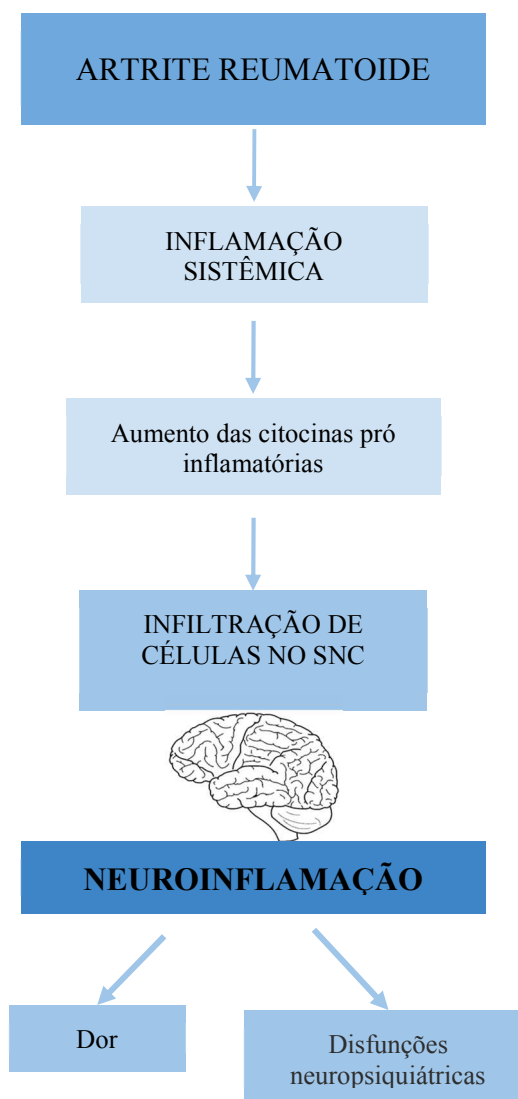 ARTRITE REUMATOIDE
INFLAMAÇÃO
SISTÊMICA
Aumento das citocinas pró
inflamatórias
INFILTRAÇÃO DE
CÉLULAS NO SNC
NEUROINFLAMAÇÃO
Dor
Disfunções
neuropsiquiátricas